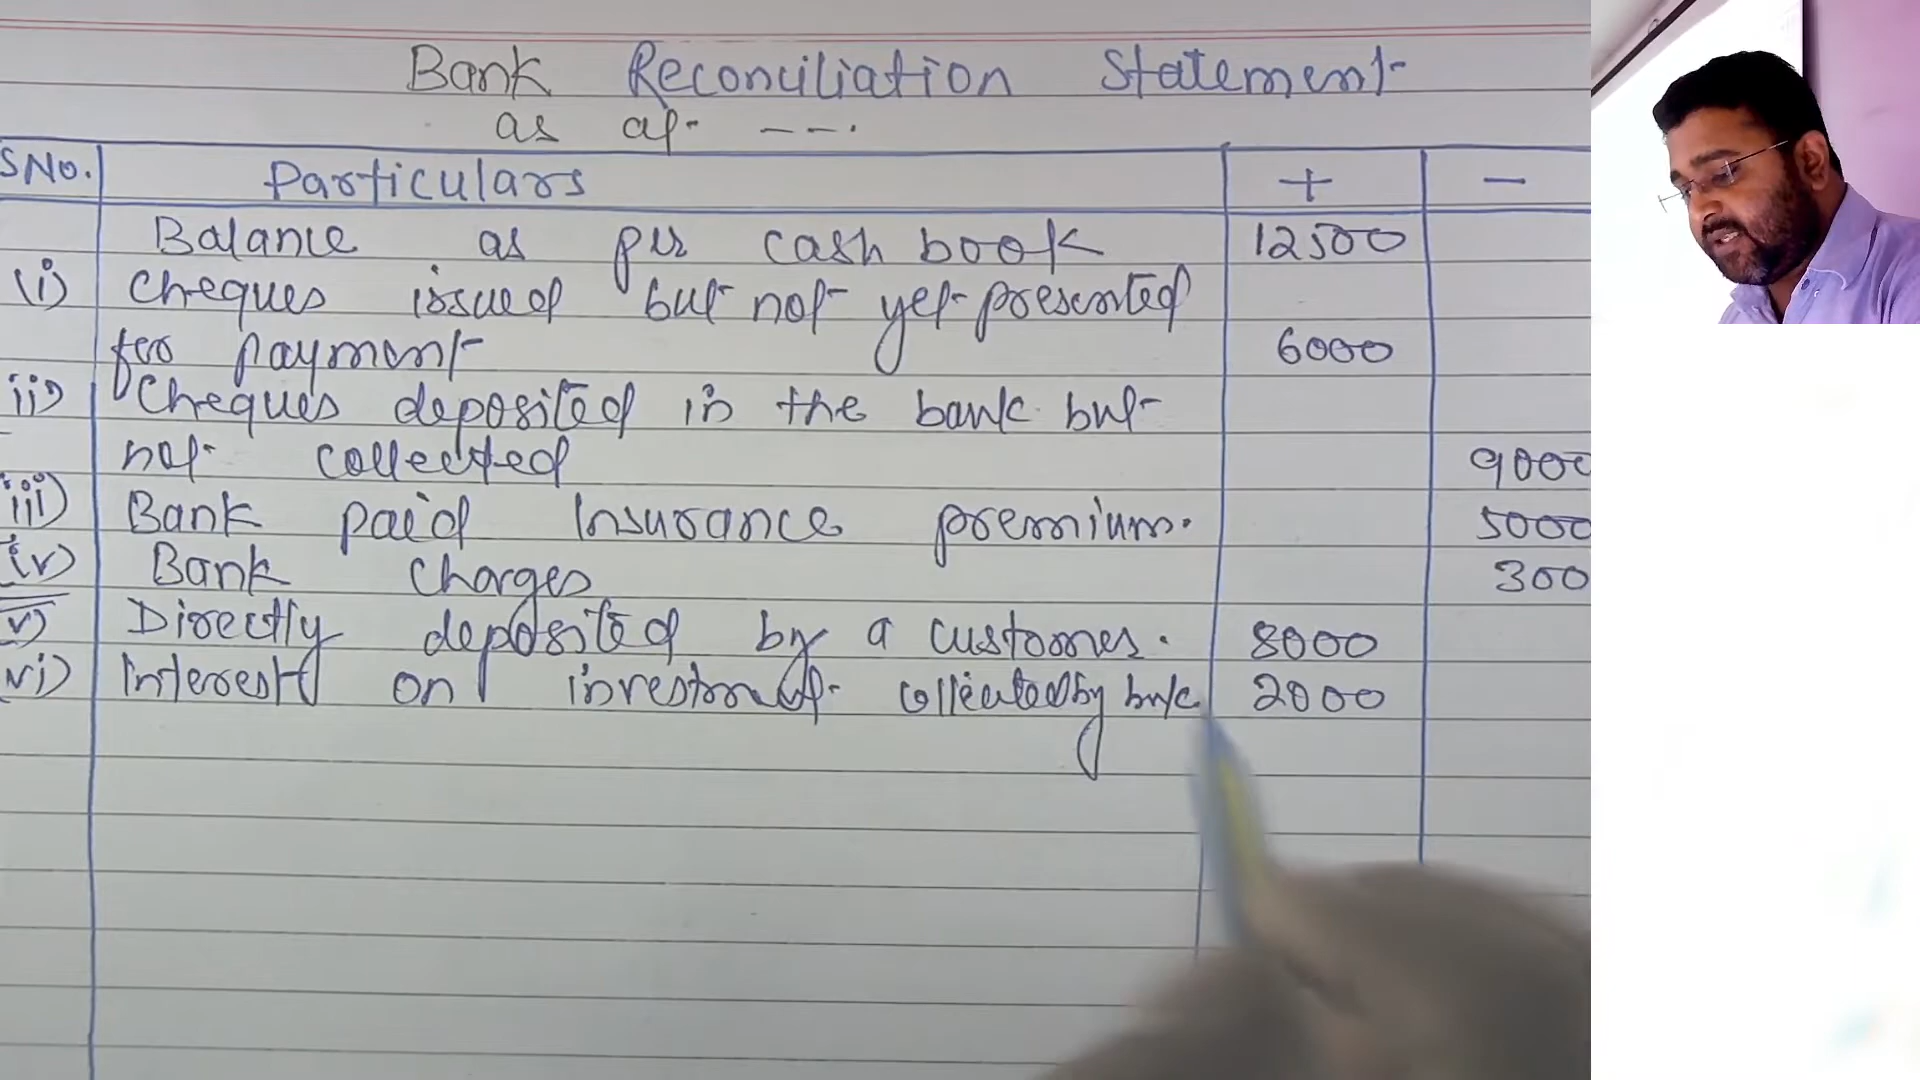 Bank Reconciliation Statement
as at ---.
SNo. Particulars + -
Balance as per cash book 12500
(i) Cheques issued but not yet presented
for payment 6000
ii) Cheques deposited in the bank but
not collected 9000
iii) Bank paid Insurance premium. 5000
iv) Bank Charges 300
v) Directly deposited by a customer. 8000
vi) Interest on investment collected by bnk 2000